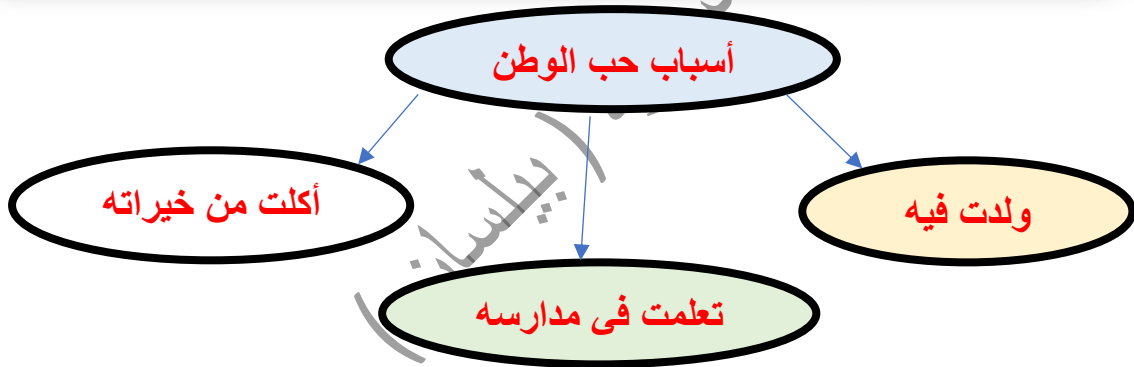 أسباب حب الوطن
ولدت فيه
أكلت من خيراته
تعلمت فى مدارسه